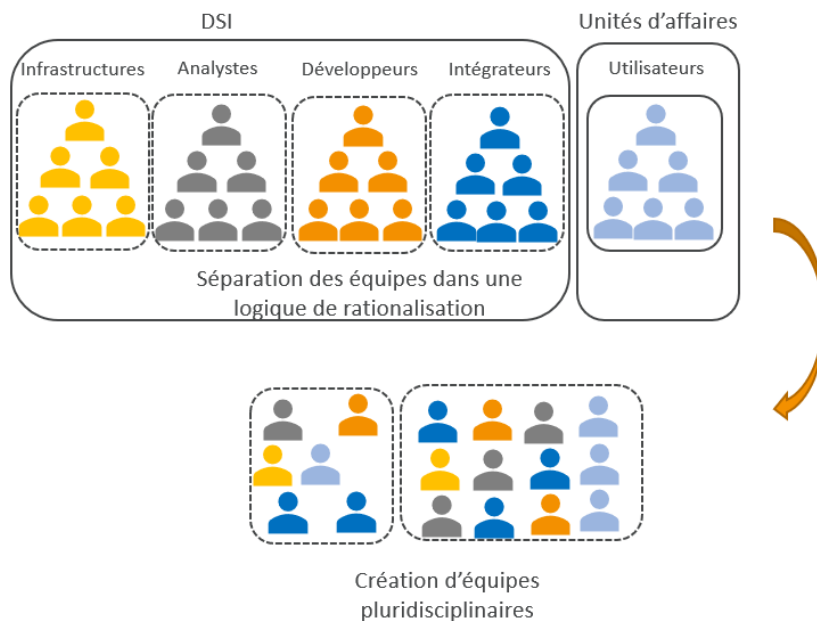 DSI
Unités d’affaires
Infrastructures
Analystes
Développeurs
Intégrateurs
Utilisateurs
Séparation des équipes dans une
logique de rationalisation
Création d’équipes
pluridisciplinaires